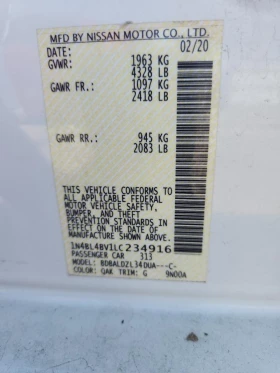 MFD BY NISSAN MOTOR CO., LTD.
DATE: 02/20
GVWR: 1963 KG
4328 LB
GAWR FR.: 1097 KG
2418 LB
GAWR RR: 945 KG
2083 LB
THIS VEHICLE CONFORMS TO
ALL APPLICABLE FEDERAL
MOTOR VEHICLE SAFETY,
BUMPER, AND THEFT
PREVENTION STANDARDS IN
EFFECT ON THE DATE OF
MANUFACTURE SHOWN ABOVE.
1N4BL4BV1LC234916
PASSENGER CAR 313
MODEL: BDBALDZL34DUA---C-
COLOR: QAK TRIM: G 9N00A